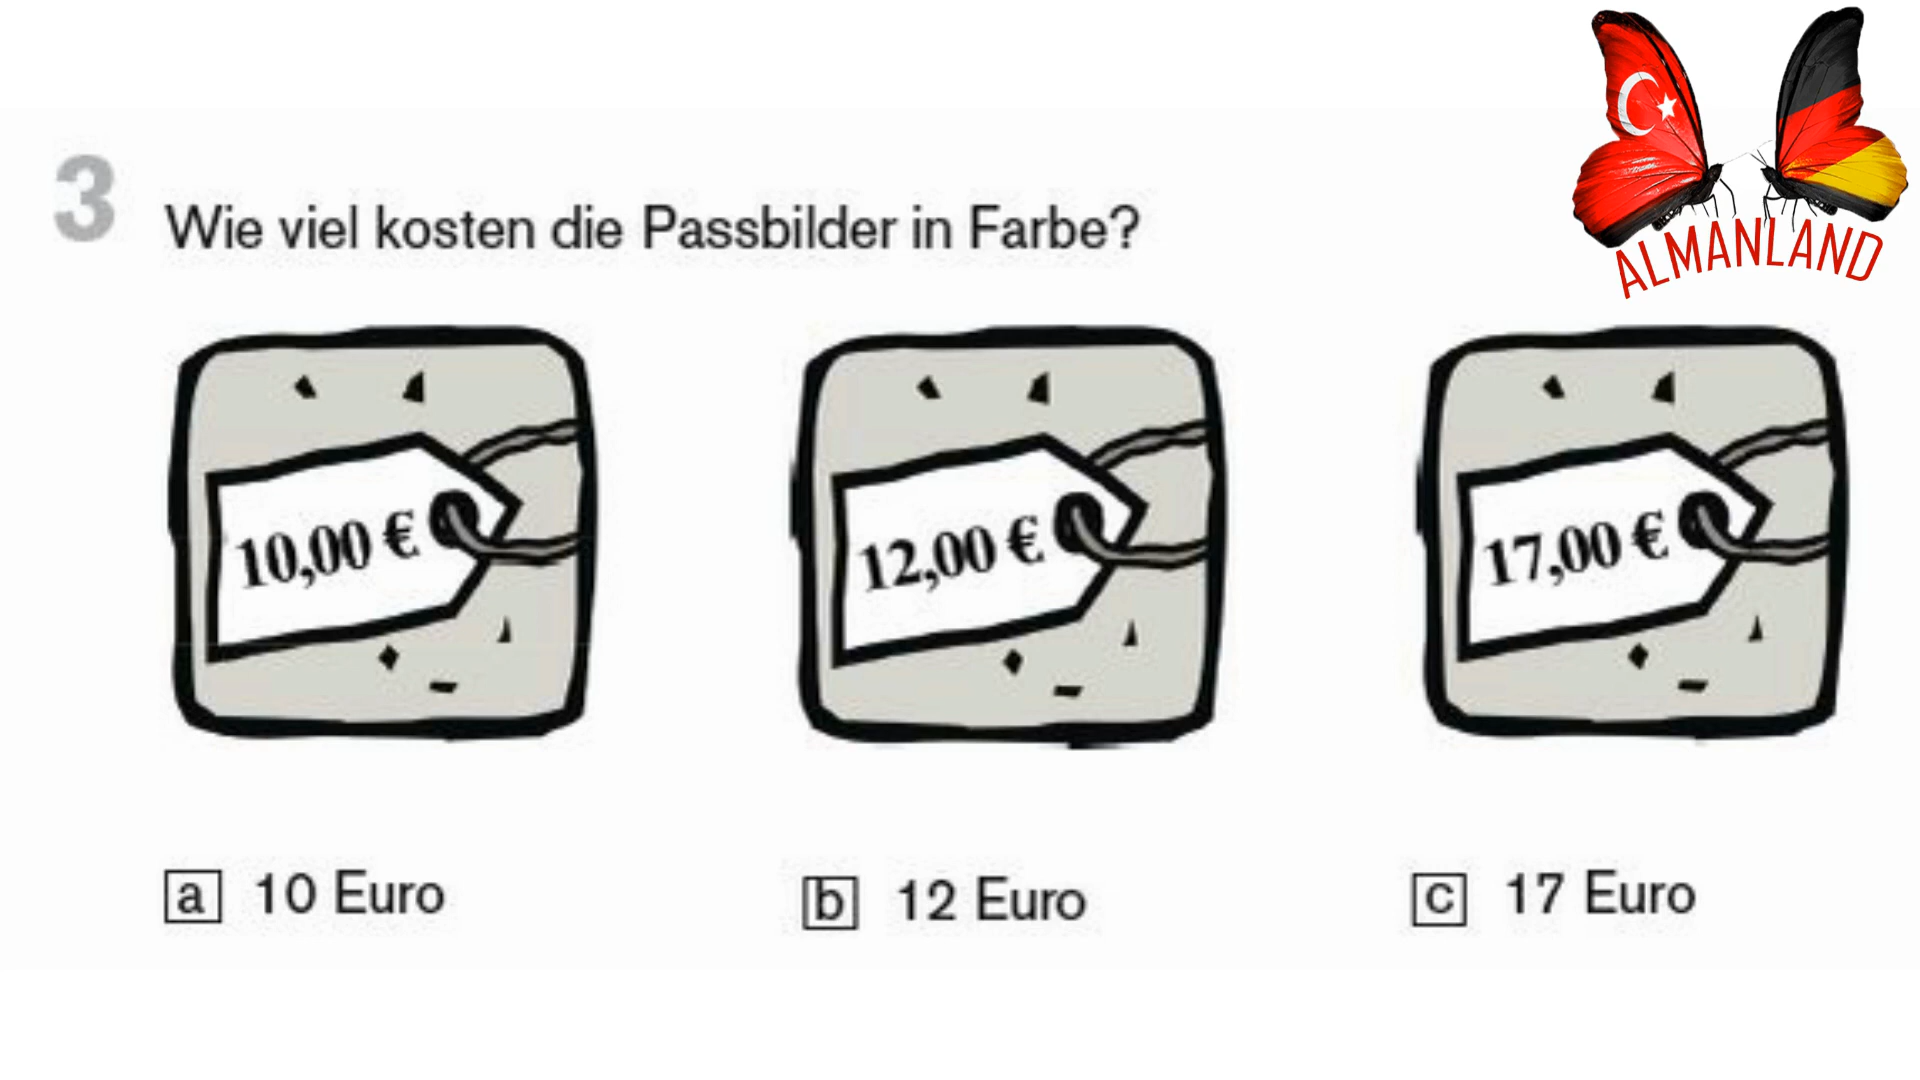 ALMANLAND
3 Wie viel kosten die Passbilder in Farbe?
10,00 € 12,00 € 17,00 €
a 10 Euro b 12 Euro c 17 Euro